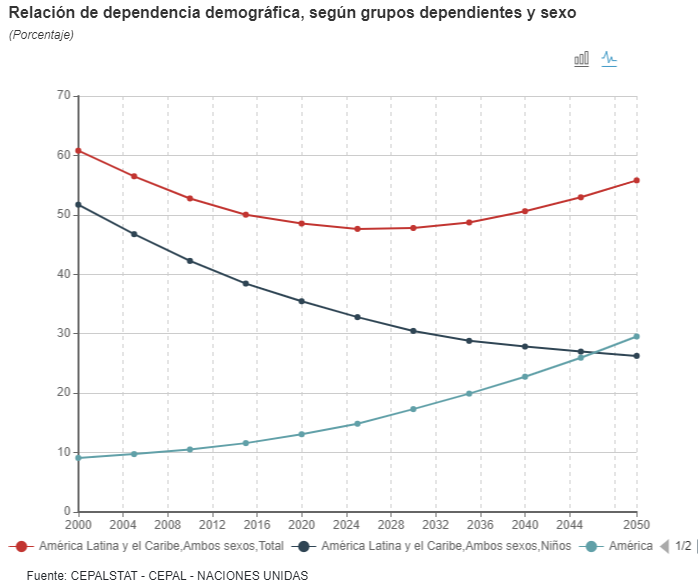 Relación de dependencia demográfica, según grupos dependientes y sexo
(Porcentaje)
70
60
50
40
30
20
10
0
2000 2004 2008 2012 2016 2020 2024 2028 2032 2036 2040 2044 2050
América Latina y el Caribe,Ambos sexos,Total América Latina y el Caribe,Ambos sexos,Niños América 1/2
Fuente: CEPALSTAT - CEPAL - NACIONES UNIDAS